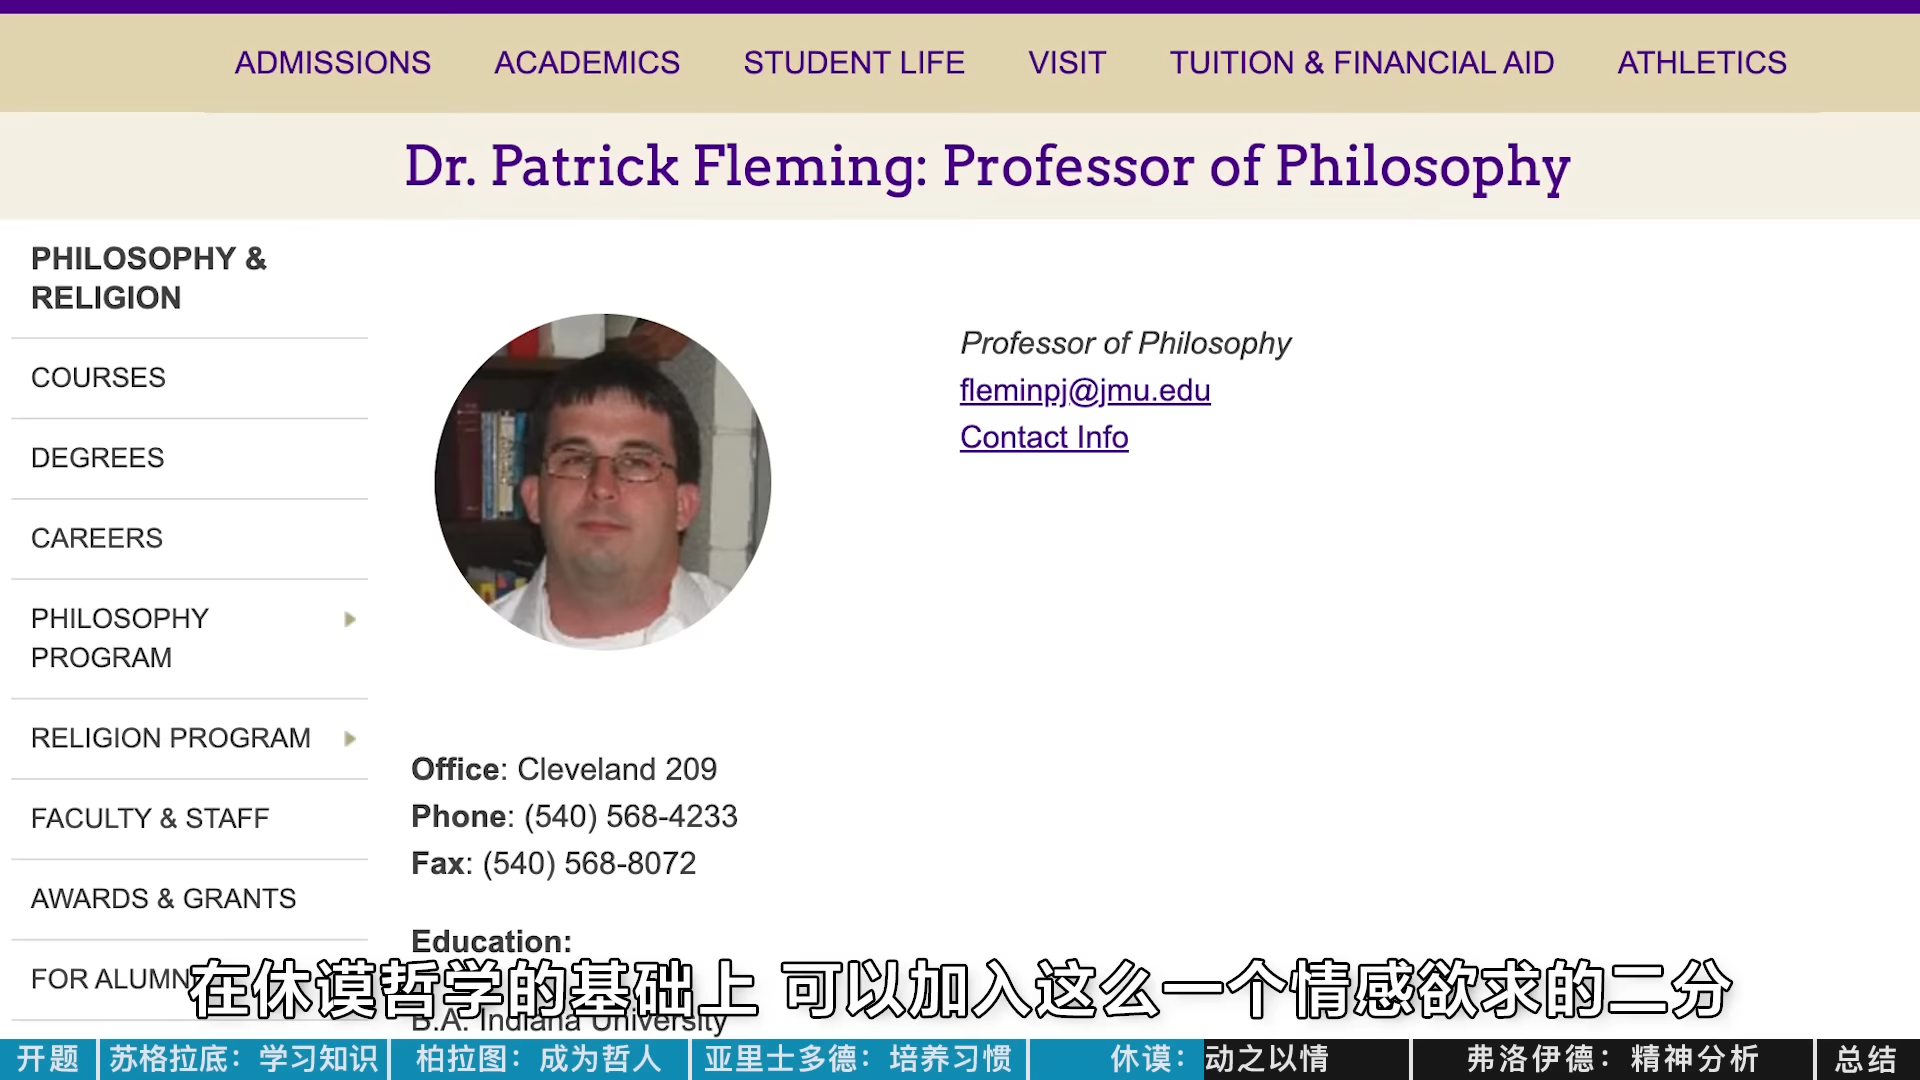 ADMISSIONS ACADEMICS STUDENT LIFE VISIT TUITION & FINANCIAL AID ATHLETICS
Dr. Patrick Fleming: Professor of Philosophy
PHILOSOPHY &
RELIGION
COURSES
DEGREES
CAREERS
PHILOSOPHY
PROGRAM
RELIGION PROGRAM
FACULTY & STAFF
AWARDS & GRANTS
FOR ALUMN
Professor of Philosophy
fleminpj@jmu.edu
Contact Info
Office: Cleveland 209
Phone: (540) 568-4233
Fax: (540) 568-8072
Education:
B.A. Indiana University
在休谟哲学的基础上 可以加入这么一个情感欲求的二分
开题 苏格拉底：学习知识 柏拉图：成为哲人 亚里士多德：培养习惯 休谟：动之以情 弗洛伊德：精神分析 总结